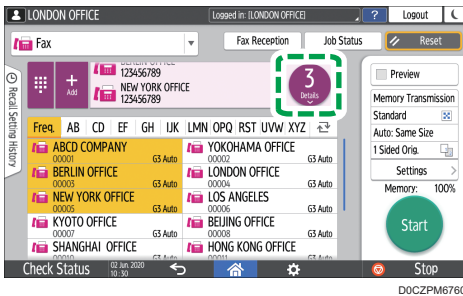 LONDON OFFICE
Logged in: [LONDON OFFICE]
?
Logout
Fax
Fax Reception
Job Status
Reset
Recall Setting History
Add
BERLIN OFFICE
123456789
NEW YORK OFFICE
123456789
3
Details
Preview
Memory Transmission
Standard
Auto: Same Size
1 Sided Orig.
Settings
Memory: 100%
Start
Freq. AB CD EF GH IJK LMN OPQ RST UVW XYZ
ABCD COMPANY
00001 G3 Auto
YOKOHAMA OFFICE
00002 G3 Auto
BERLIN OFFICE
00003 G3 Auto
LONDON OFFICE
00004 G3 Auto
NEW YORK OFFICE
00005 G3 Auto
LOS ANGELES
00006 G3 Auto
KYOTO OFFICE
00007 G3 Auto
BEIJING OFFICE
00008 G3 Auto
SHANGHAI OFFICE
G3 Auto
HONG KONG OFFICE
G3 Auto
Check Status
02 Jun. 2020
10:30
Stop
D0CZPM6760